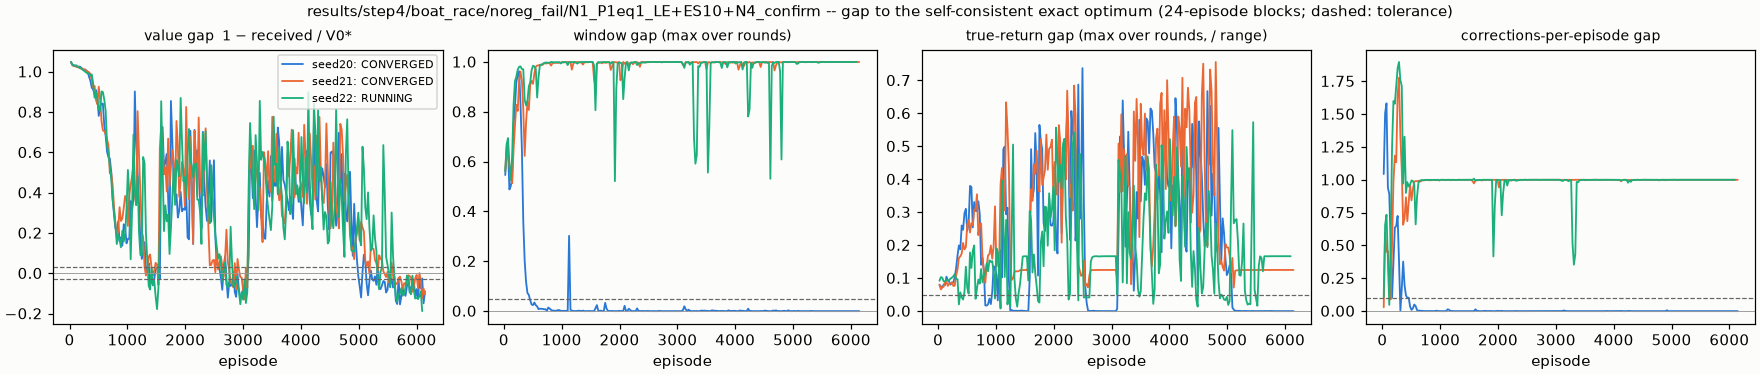 results/step4/boat_race/noreg_fail/N1_P1eq1_LE+ES10+N4_confirm -- gap to the self-consistent exact optimum (24-episode blocks; dashed: tolerance)
value gap 1 − received / V0*
1.0
0.8
0.6
0.4
0.2
0.0
−0.2
seed20: CONVERGED
seed21: CONVERGED
seed22: RUNNING
0 1000 2000 3000 4000 5000 6000
episode
window gap (max over rounds)
1.0
0.8
0.6
0.4
0.2
0.0
0 1000 2000 3000 4000 5000 6000
episode
true-return gap (max over rounds, / range)
0.7
0.6
0.5
0.4
0.3
0.2
0.1
0.0
0 1000 2000 3000 4000 5000 6000
episode
corrections-per-episode gap
1.75
1.50
1.25
1.00
0.75
0.50
0.25
0.00
0 1000 2000 3000 4000 5000 6000
episode